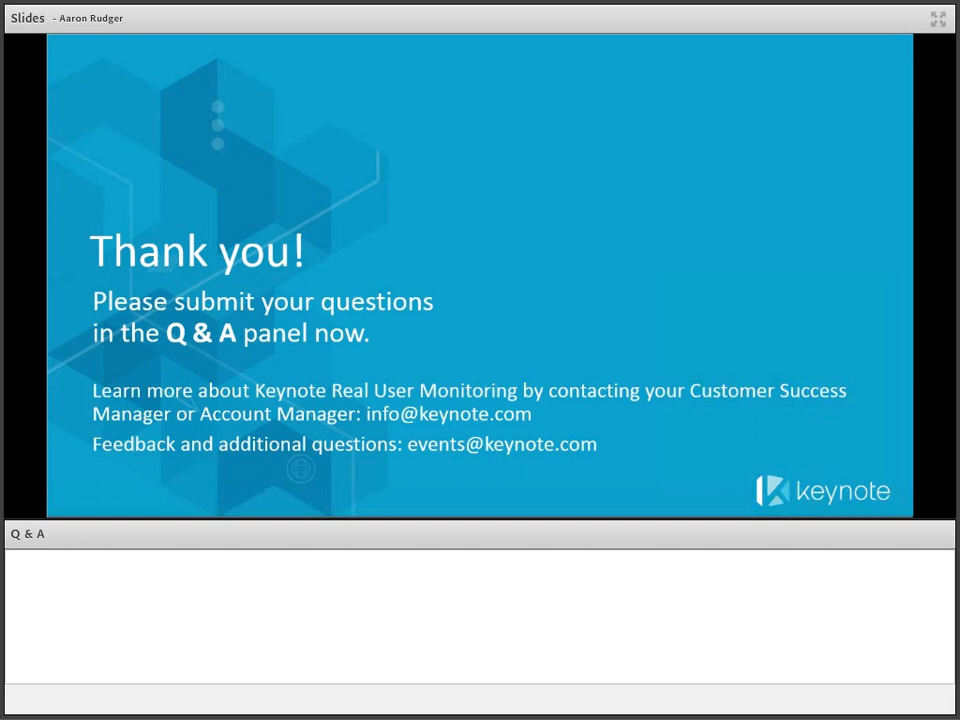 Slides - Aaron Rudger
Thank you!
Please submit your questions
in the Q & A panel now.
Learn more about Keynote Real User Monitoring by contacting your Customer Success
Manager or Account Manager: info@keynote.com
Feedback and additional questions: events@keynote.com
keynote
Q & A